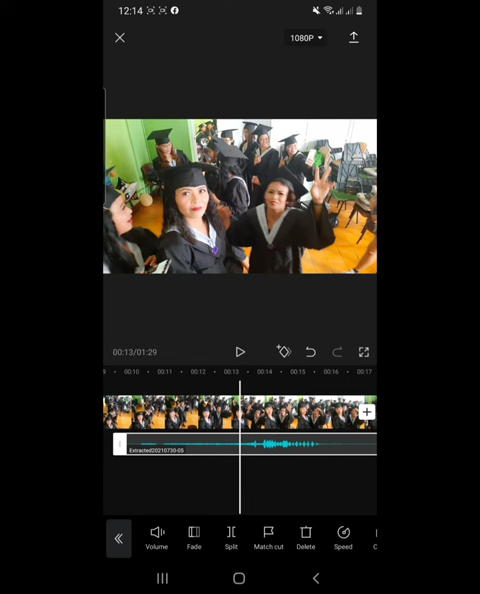 12:14
1080P
00:13/01:29
9 00:10 00:11 00:12 00:13 00:14 00:15 00:16 00:17
Extracted20210730-05
Volume Fade Split Match cut Delete Speed